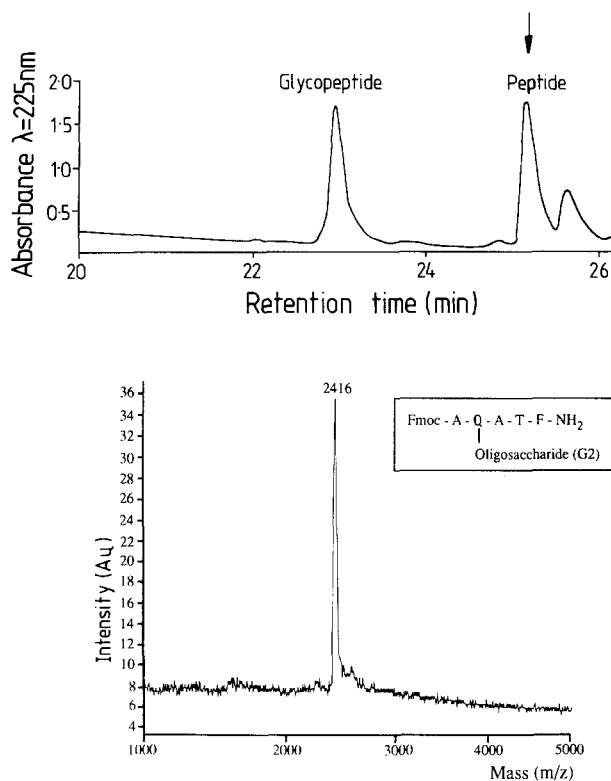 Glycopeptide Peptide
Absorbance λ=225nm
2.0
1.5
1.0
0.5
20 22 24 26
Retention time (min)
2416
Fmoc - A - Q - A - T - F - NH2
Oligosaccharide (G2)
Intensity (Aq)
36
34
32
30
28
26
24
22
20
18
16
14
12
10
8
6
4
1000 2000 3000 4000 5000
Mass (m/z)